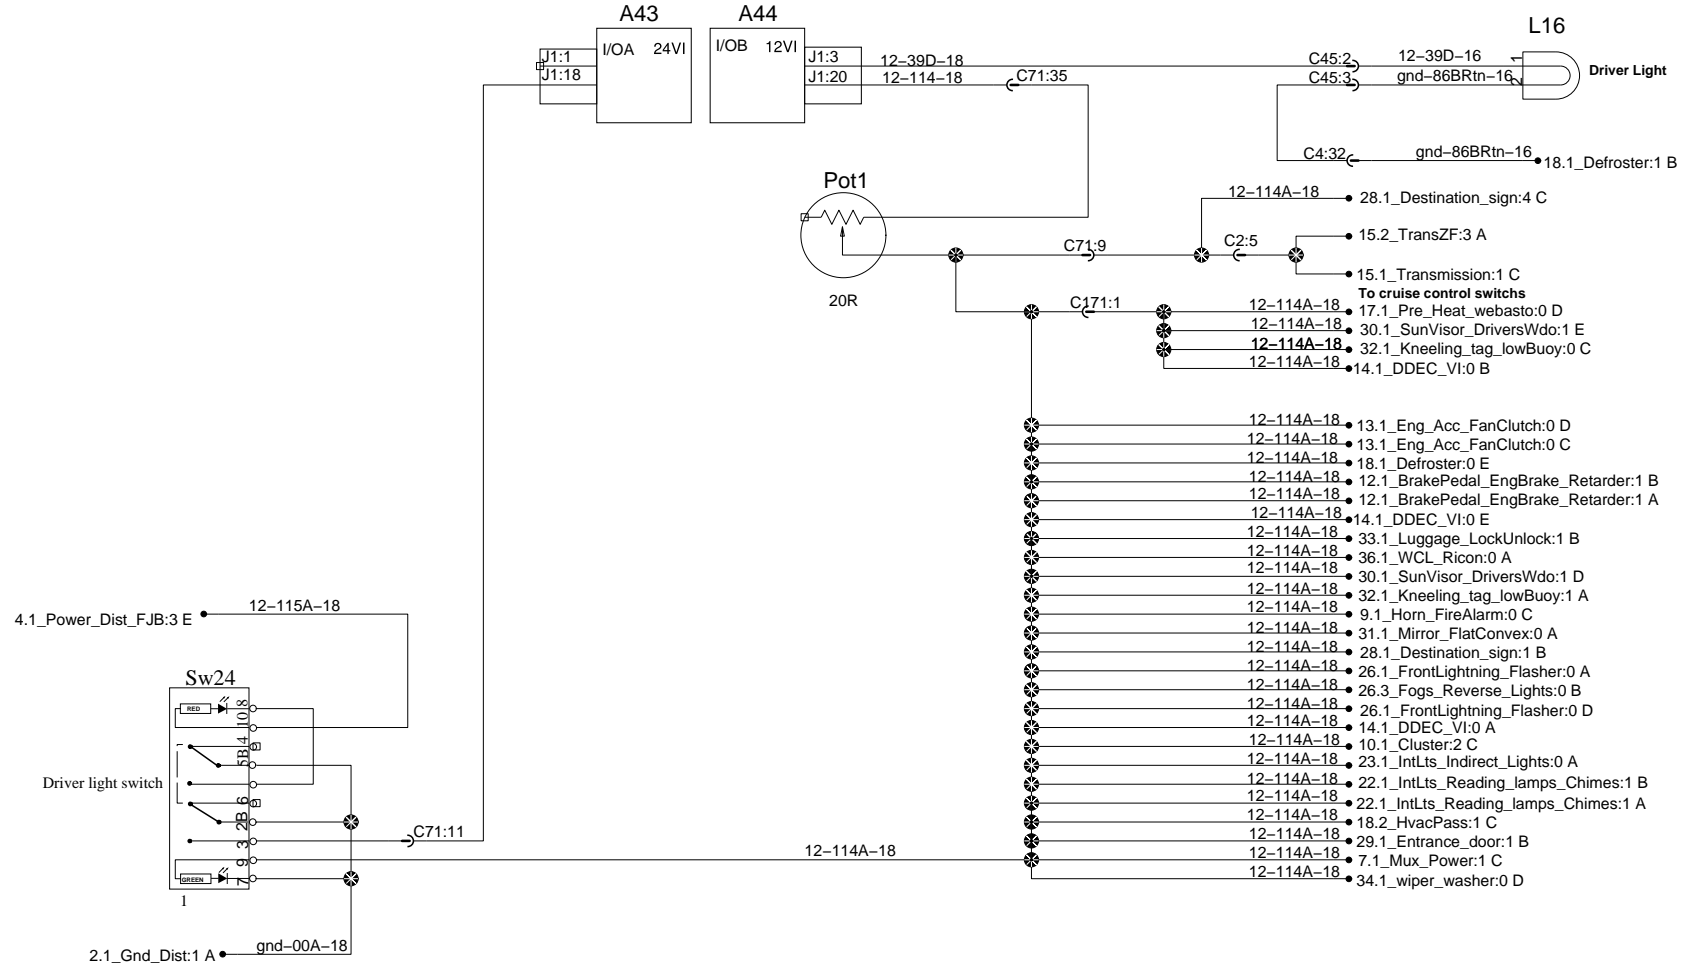 A43
A44
L16
I/OA 24VI
I/OB 12VI
J1:1
J1:18
J1:3
J1:20
12–39D–18
12–114–18
C71:35
C45:2
C45:3
12–39D–16
gnd–86BRtn–16
1
2
Driver Light
C4:32
gnd–86BRtn–16
18.1_Defroster:1 B
Pot1
20R
12–114A–18
28.1_Destination_sign:4 C
C71:9
C2:5
15.2_TransZF:3 A
15.1_Transmission:1 C
To cruise control switchs
C171:1
12–114A–18 17.1_Pre_Heat_webasto:0 D
12–114A–18 30.1_SunVisor_DriversWdo:1 E
12–114A–18 32.1_Kneeling_tag_lowBuoy:0 C
12–114A–18 14.1_DDEC_VI:0 B
12–114A–18 13.1_Eng_Acc_FanClutch:0 D
12–114A–18 13.1_Eng_Acc_FanClutch:0 C
12–114A–18 18.1_Defroster:0 E
12–114A–18 12.1_BrakePedal_EngBrake_Retarder:1 B
12–114A–18 12.1_BrakePedal_EngBrake_Retarder:1 A
12–114A–18 14.1_DDEC_VI:0 E
12–114A–18 33.1_Luggage_LockUnlock:1 B
12–114A–18 36.1_WCL_Ricon:0 A
12–114A–18 30.1_SunVisor_DriversWdo:1 D
12–114A–18 32.1_Kneeling_tag_lowBuoy:1 A
12–114A–18 9.1_Horn_FireAlarm:0 C
12–114A–18 31.1_Mirror_FlatConvex:0 A
12–114A–18 28.1_Destination_sign:1 B
12–114A–18 26.1_FrontLightning_Flasher:0 A
12–114A–18 26.3_Fogs_Reverse_Lights:0 B
12–114A–18 26.1_FrontLightning_Flasher:0 D
12–114A–18 14.1_DDEC_VI:0 A
12–114A–18 10.1_Cluster:2 C
12–114A–18 23.1_IntLts_Indirect_Lights:0 A
12–114A–18 22.1_IntLts_Reading_lamps_Chimes:1 B
12–114A–18 22.1_IntLts_Reading_lamps_Chimes:1 A
12–114A–18 18.2_HvacPass:1 C
12–114A–18 29.1_Entrance_door:1 B
12–114A–18 7.1_Mux_Power:1 C
12–114A–18 34.1_wiper_washer:0 D
4.1_Power_Dist_FJB:3 E
12–115A–18
Sw24
RED
8
10
4
5B
Driver light switch
6
2B
3
C71:11
9
12–114A–18
GREEN
7
1
2.1_Gnd_Dist:1 A
gnd–00A–18